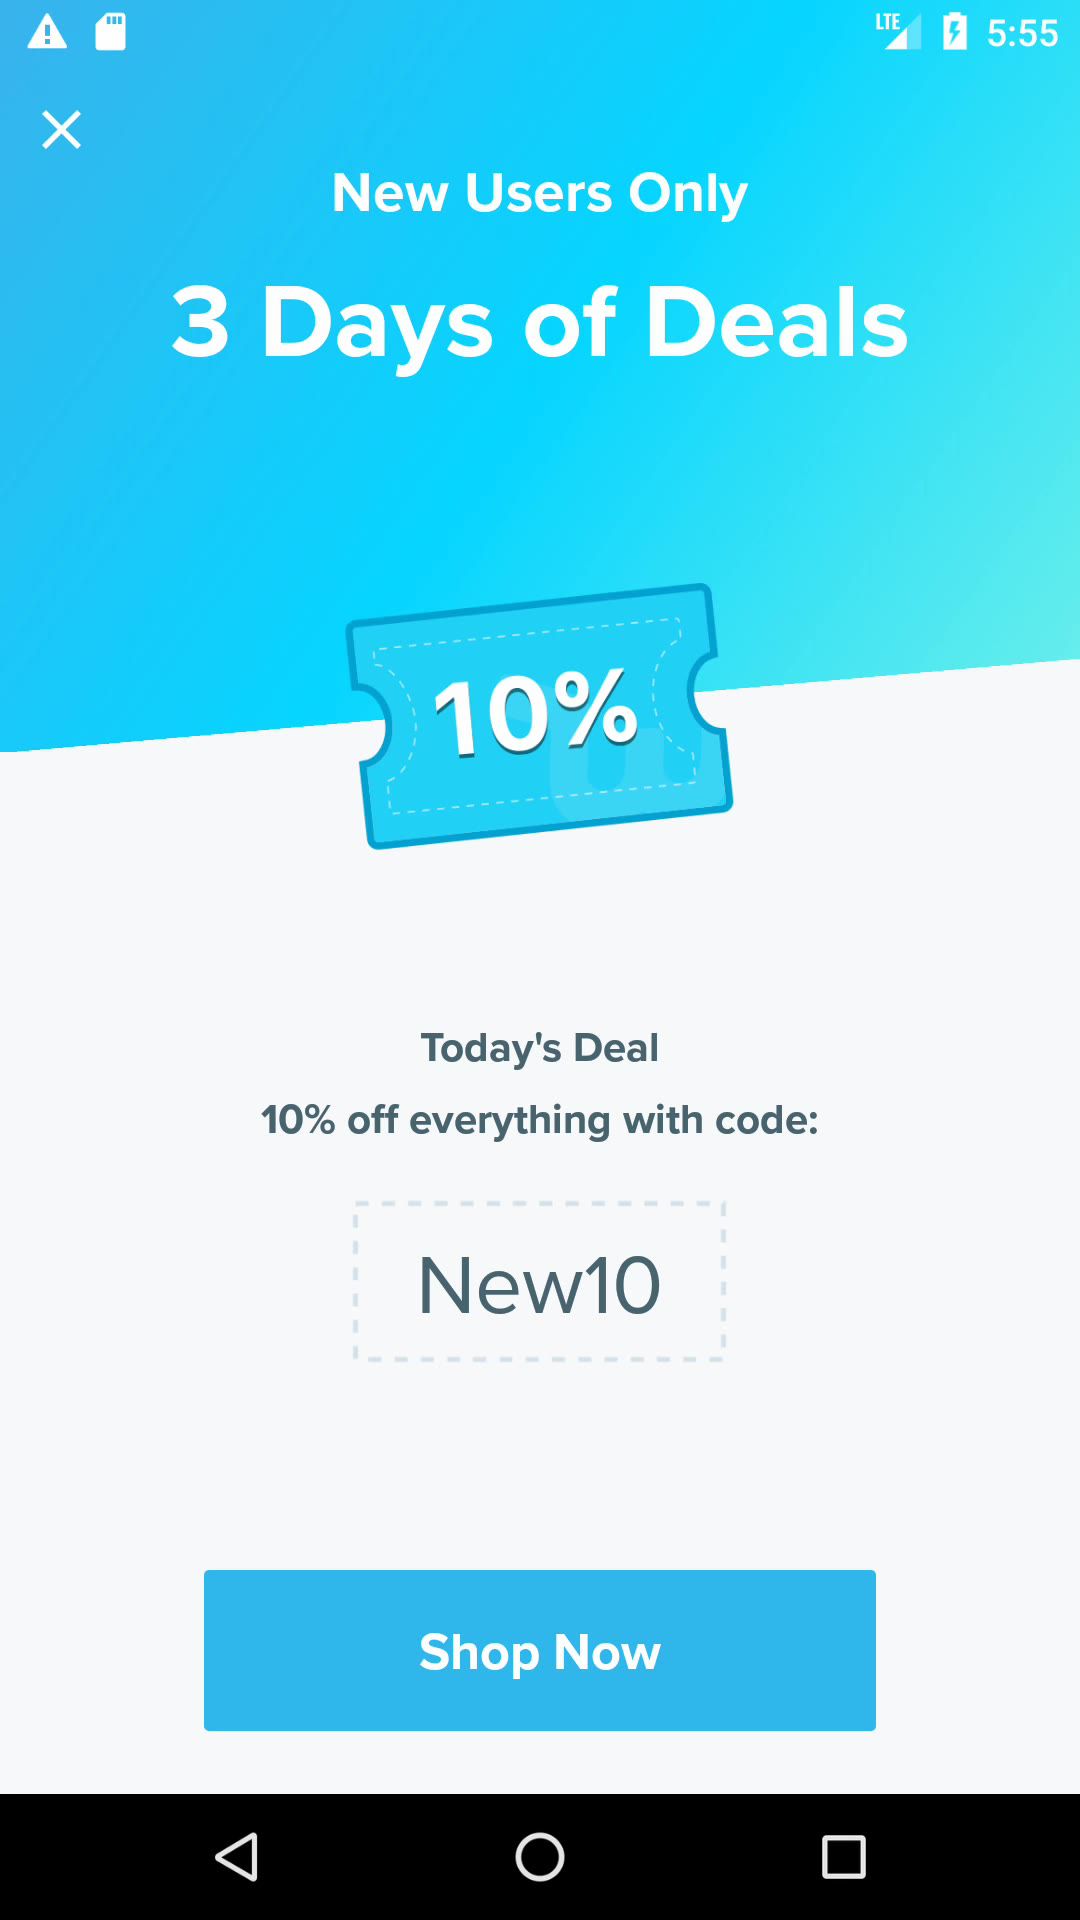 LTE 5:55
New Users Only
3 Days of Deals
10%
Today's Deal
10% off everything with code:
New10
Shop Now